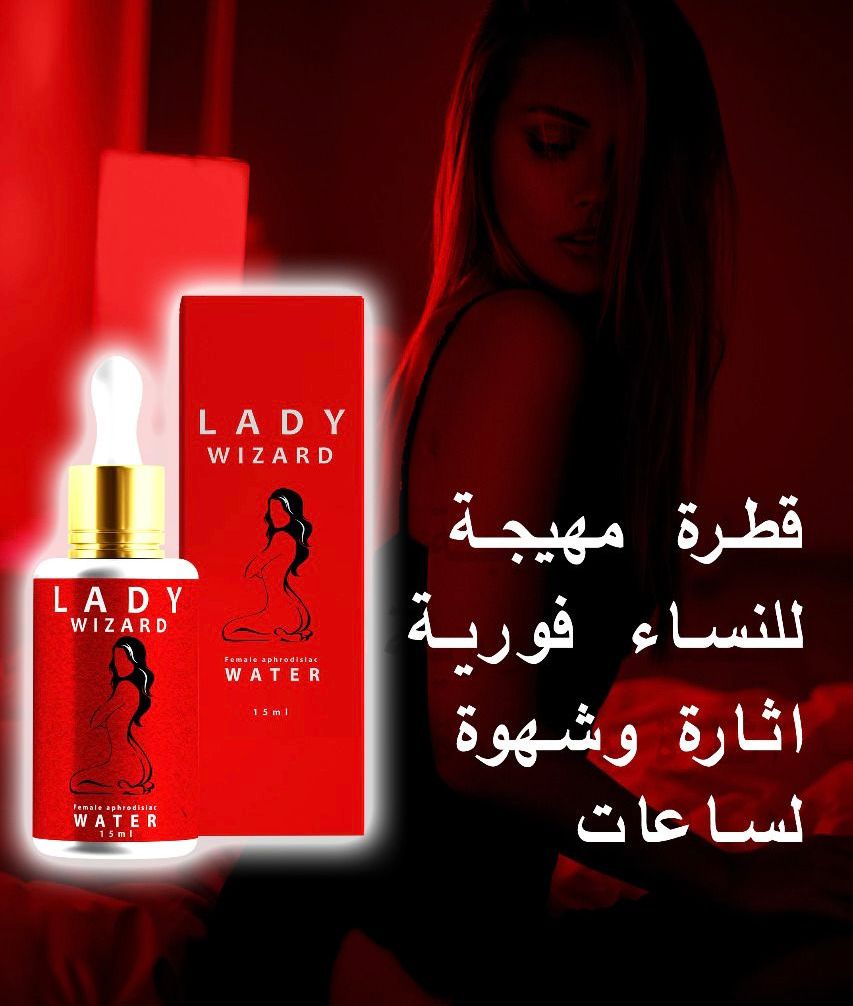 LADY
WIZARD
Female aphrodisiac
WATER
15ml
LADY
WIZARD
Female aphrodisiac
WATER
15ml
قطرة مهيجة
للنساء فورية
اثارة وشهوة
لساعات